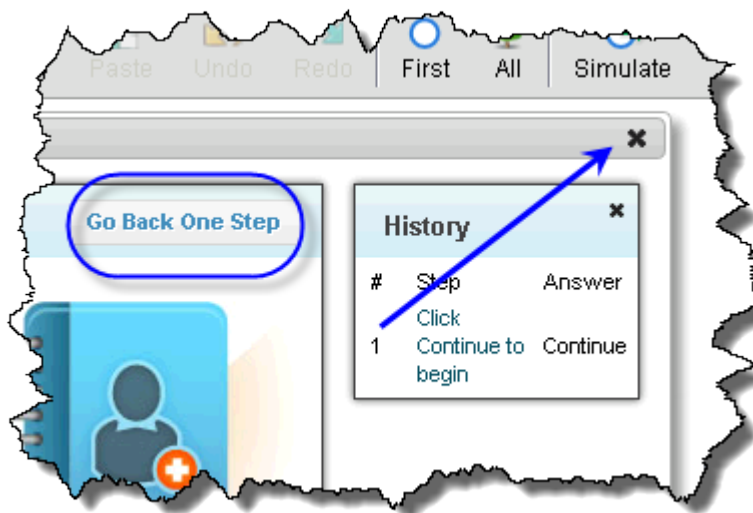 Paste Undo Redo First All Simulate
Go Back One Step
History
# Step Answer
Click
1 Continue to Continue
begin